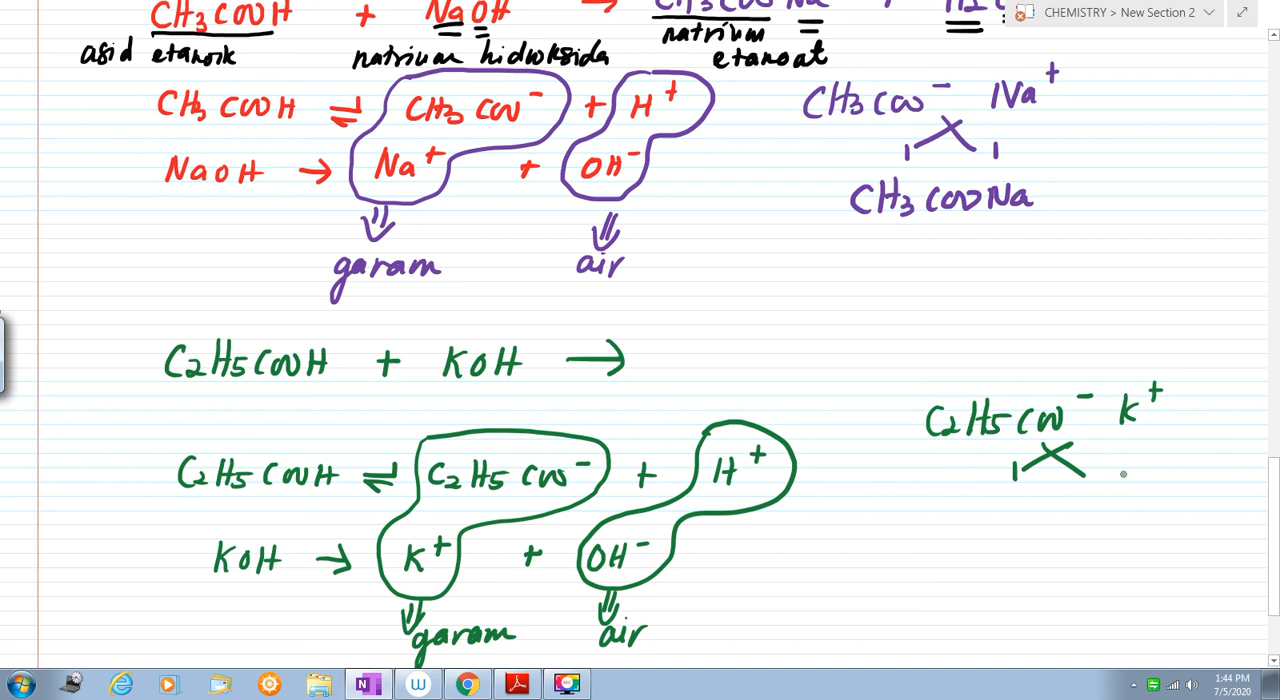 CHEMISTRY > New Section 2
CH3COOH + NaOH → CH3COONa
asid etanoik natrium hidroksida natrium etanoat
CH3COOH ⇌ CH3COO⁻ + H⁺
NaOH → Na⁺ + OH⁻
garam air
CH3COO⁻ Na⁺
1 1
CH3COONa
C2H5COOH + KOH →
C2H5COOH ⇌ C2H5COO⁻ + H⁺
KOH → K⁺ + OH⁻
garam air
C2H5COO⁻ K⁺
1
1:44 PM
7/5/2020